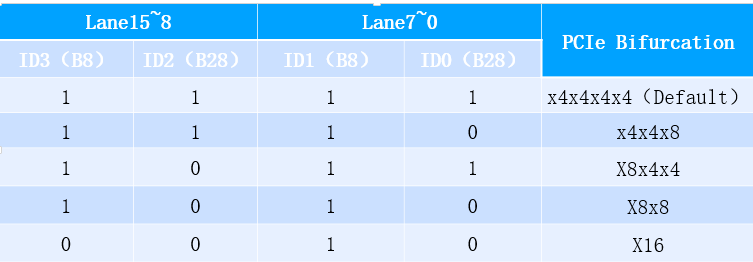 Lane15~8 Lane7~0 PCIe Bifurcation
ID3（B8） ID2（B28） ID1（B8） ID0（B28）
1 1 1 1 x4x4x4x4（Default）
1 1 1 0 x4x4x8
1 0 1 1 X8x4x4
1 0 1 0 X8x8
0 0 1 0 X16